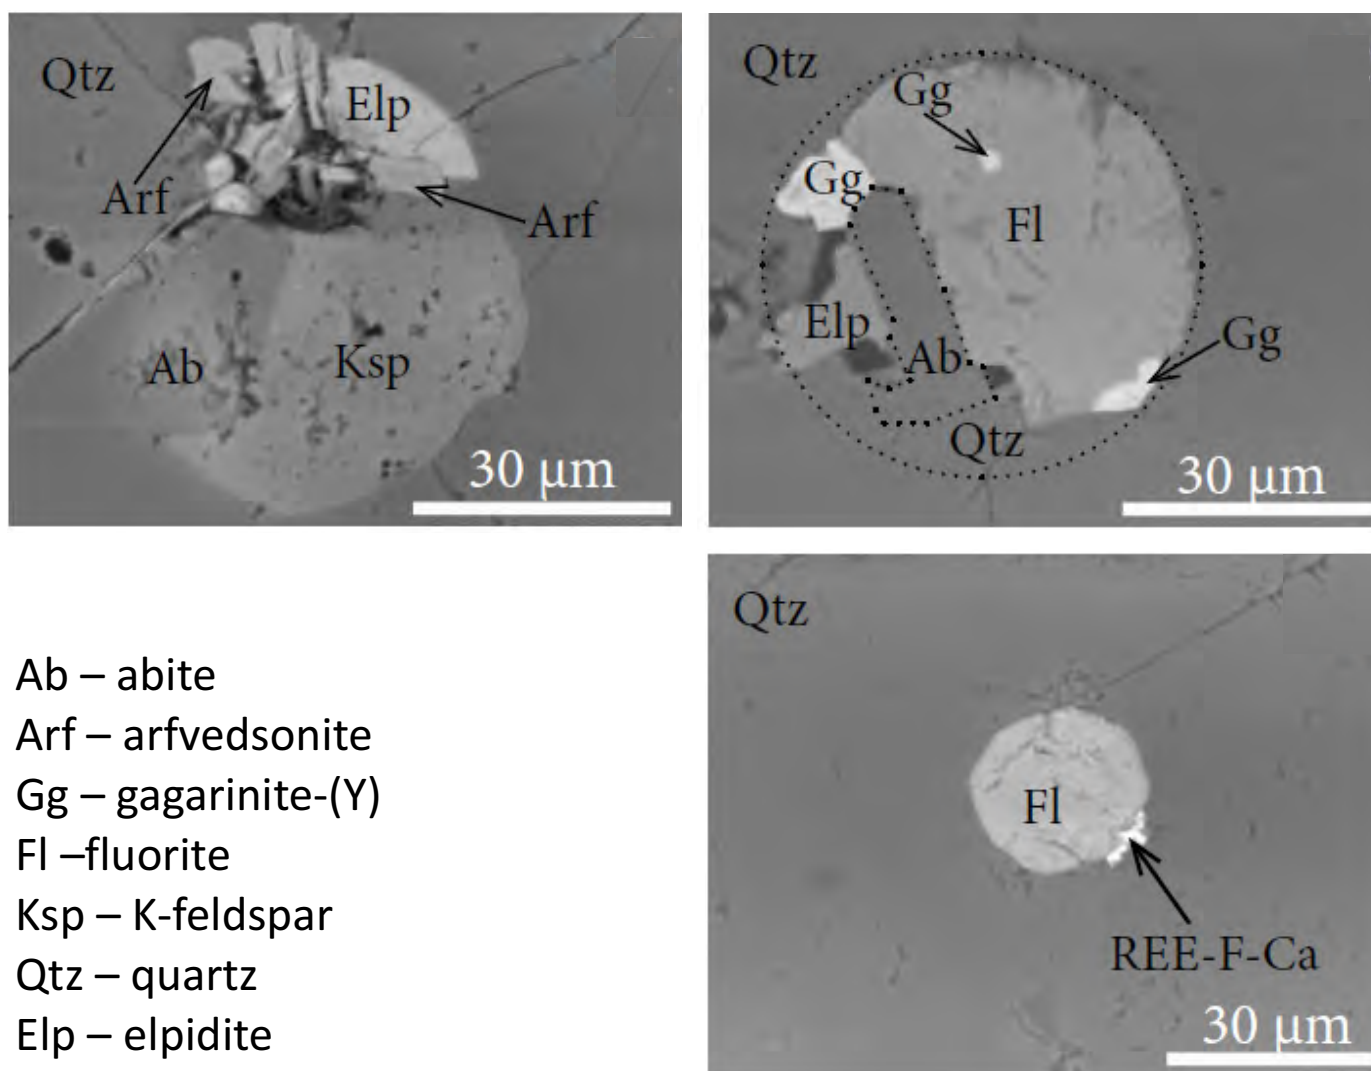 Qtz
Elp
Arf
Arf
Ab
Ksp
30 µm
Qtz
Gg
Gg
Fl
Elp
Ab
Gg
Qtz
30 µm
Qtz
Fl
REE-F-Ca
30 µm
Ab – abite
Arf – arfvedsonite
Gg – gagarinite-(Y)
Fl –fluorite
Ksp – K-feldspar
Qtz – quartz
Elp – elpidite